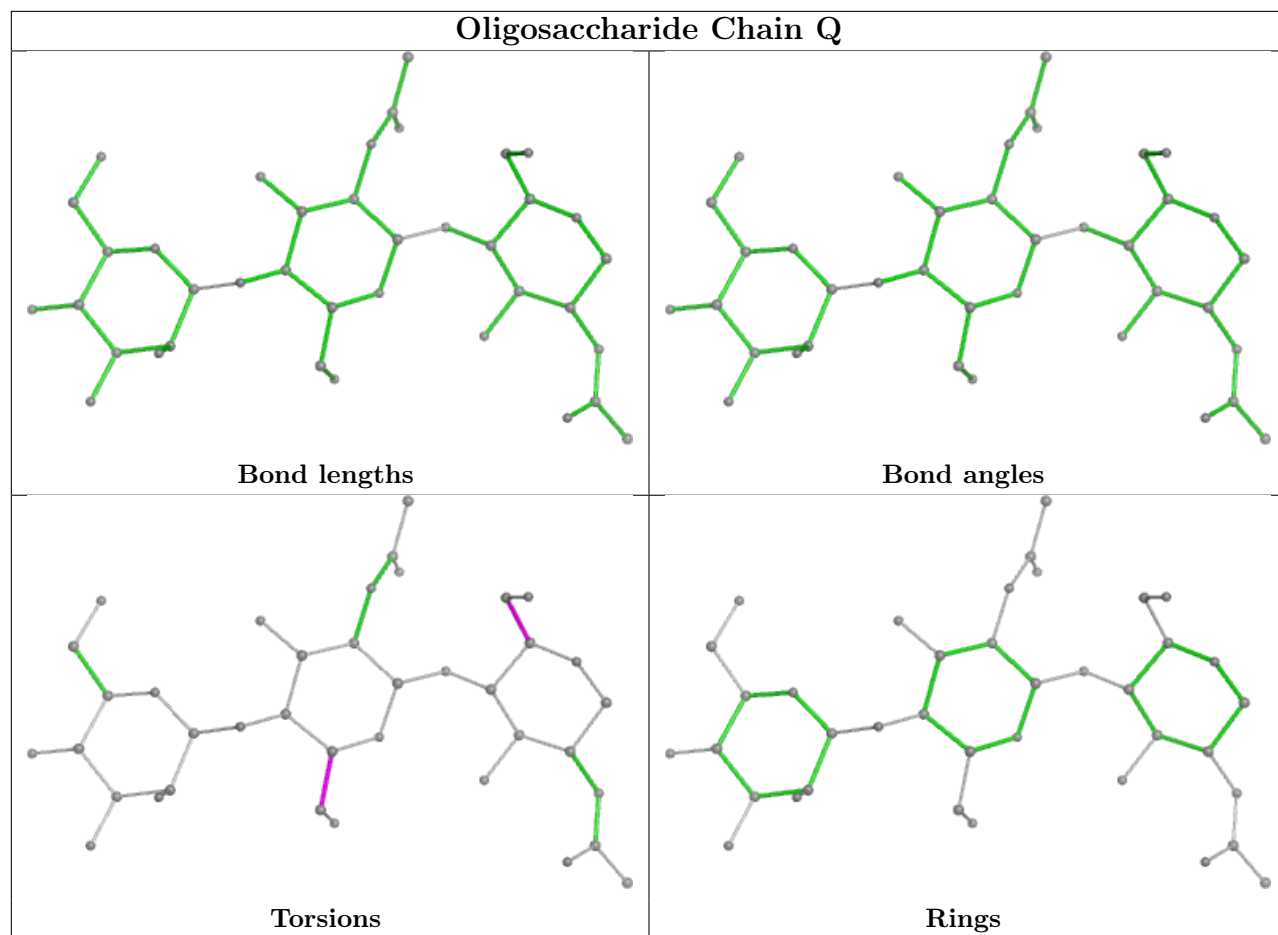 Oligosaccharide Chain Q
Bond lengths
Bond angles
Torsions
Rings